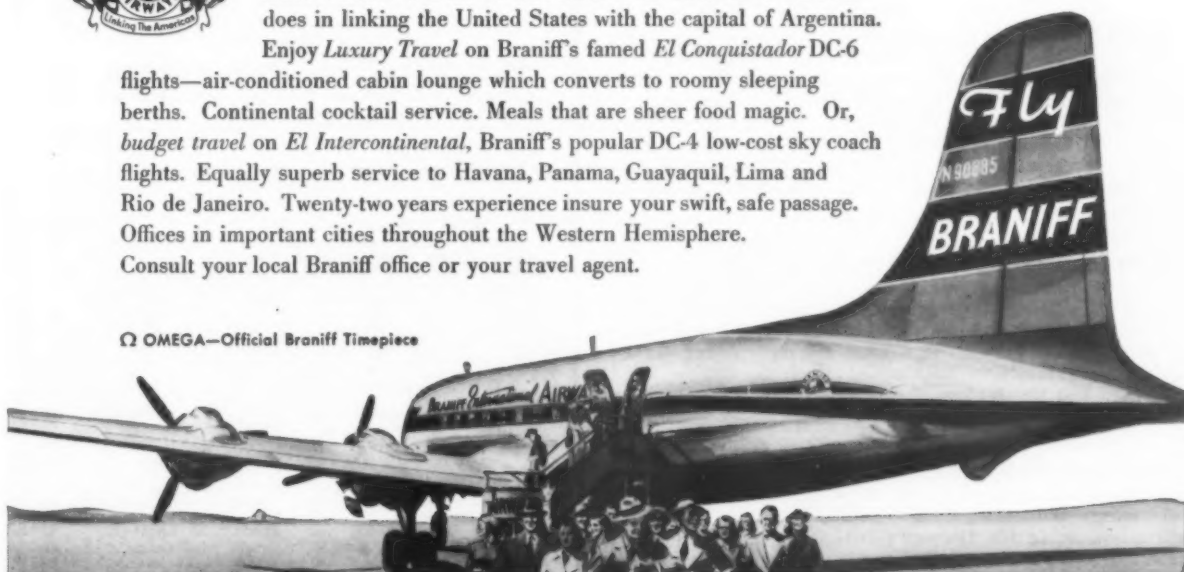 AIRWAYS
Linking The Americas
does in linking the United States with the capital of Argentina.
Enjoy Luxury Travel on Braniff's famed El Conquistador DC-6
flights—air-conditioned cabin lounge which converts to roomy sleeping
berths. Continental cocktail service. Meals that are sheer food magic. Or,
budget travel on El Intercontinental, Braniff's popular DC-4 low-cost sky coach
flights. Equally superb service to Havana, Panama, Guayaquil, Lima and
Rio de Janeiro. Twenty-two years experience insure your swift, safe passage.
Offices in important cities throughout the Western Hemisphere.
Consult your local Braniff office or your travel agent.
Ω OMEGA—Official Braniff Timepiece
Fly
N90885
BRANIFF
BRANIFF International AIRWAYS